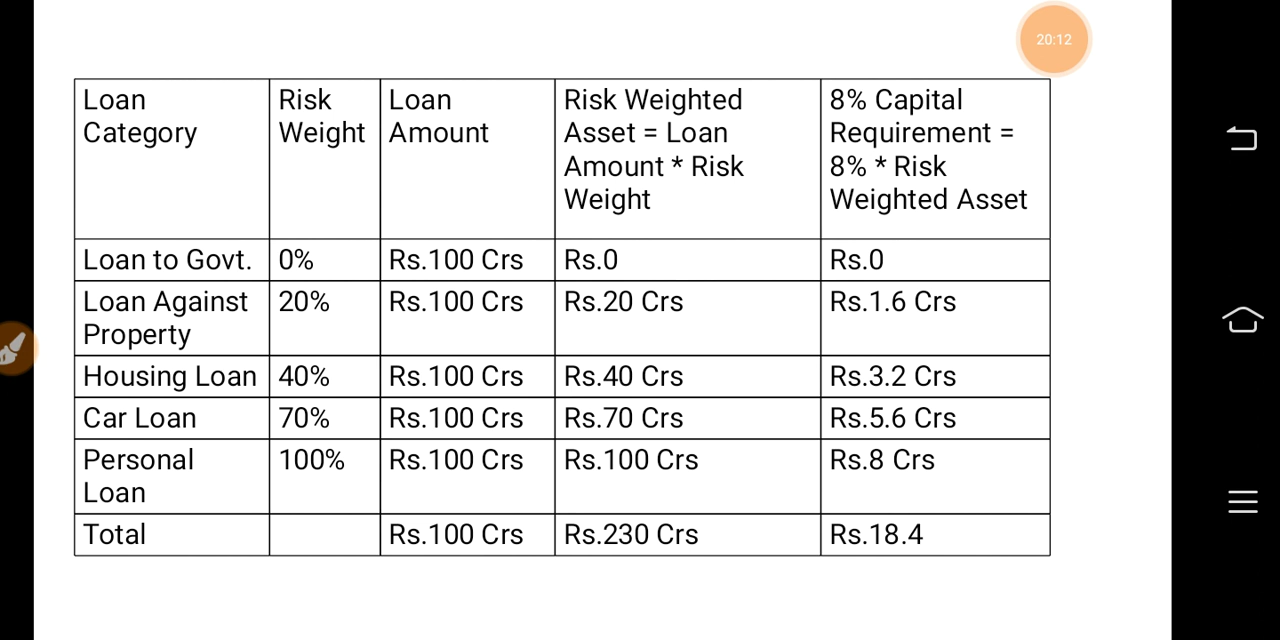 20:12
Loan Category | Risk Weight | Loan Amount | Risk Weighted Asset = Loan Amount * Risk Weight | 8% Capital Requirement = 8% * Risk Weighted Asset
Loan to Govt. | 0% | Rs.100 Crs | Rs.0 | Rs.0
Loan Against Property | 20% | Rs.100 Crs | Rs.20 Crs | Rs.1.6 Crs
Housing Loan | 40% | Rs.100 Crs | Rs.40 Crs | Rs.3.2 Crs
Car Loan | 70% | Rs.100 Crs | Rs.70 Crs | Rs.5.6 Crs
Personal Loan | 100% | Rs.100 Crs | Rs.100 Crs | Rs.8 Crs
Total | | Rs.100 Crs | Rs.230 Crs | Rs.18.4